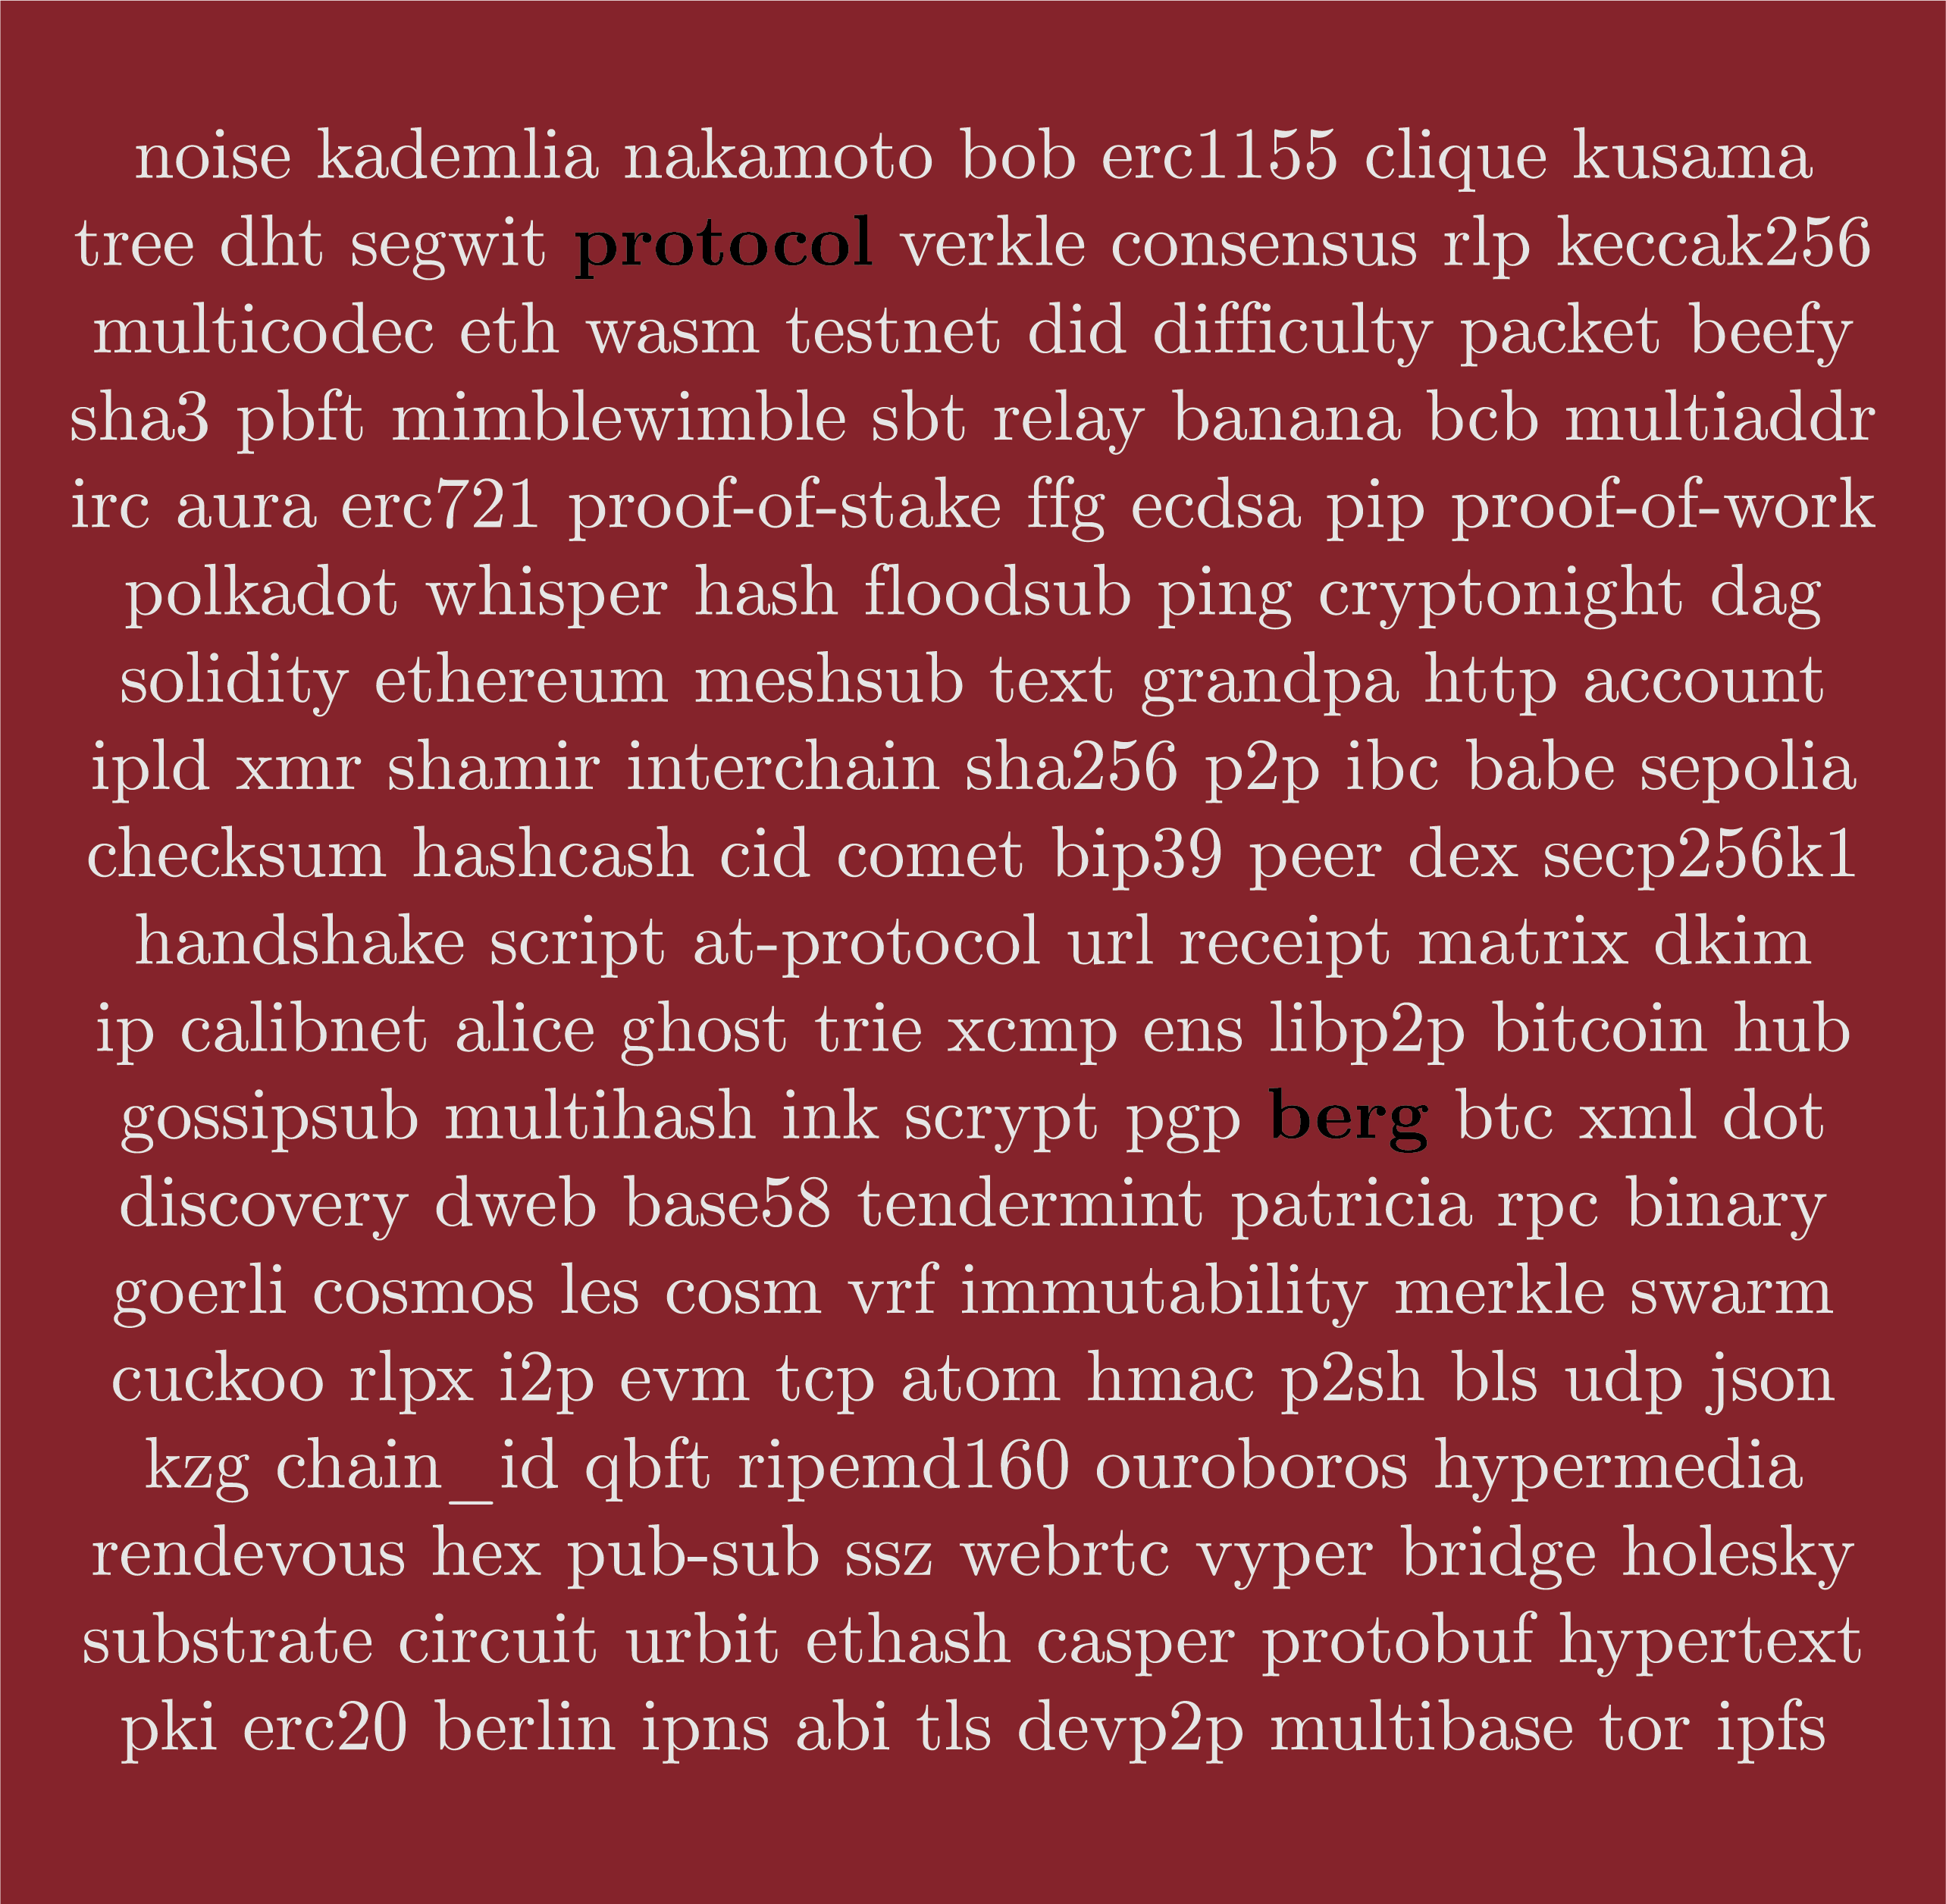 noise kademlia nakamoto bob erc1155 clique kusama
tree dht segwit protocol verkle consensus rlp keccak256
multicodec eth wasm testnet did difficulty packet beefy
sha3 pbft mimblewimble sbt relay banana bcb multiaddr
irc aura erc721 proof-of-stake ffg ecdsa pip proof-of-work
polkadot whisper hash floodsub ping cryptonight dag
solidity ethereum meshsub text grandpa http account
ipld xmr shamir interchain sha256 p2p ibc babe sepolia
checksum hashcash cid comet bip39 peer dex secp256k1
handshake script at-protocol url receipt matrix dkim
ip calibnet alice ghost trie xcmp ens libp2p bitcoin hub
gossipsub multihash ink scrypt pgp berg btc xml dot
discovery dweb base58 tendermint patricia rpc binary
goerli cosmos les cosm vrf immutability merkle swarm
cuckoo rlpx i2p evm tcp atom hmac p2sh bls udp json
kzg chain_id qbft ripemd160 ouroboros hypermedia
rendevous hex pub-sub ssz webrtc vyper bridge holesky
substrate circuit urbit ethash casper protobuf hypertext
pki erc20 berlin ipns abi tls devp2p multibase tor ipfs